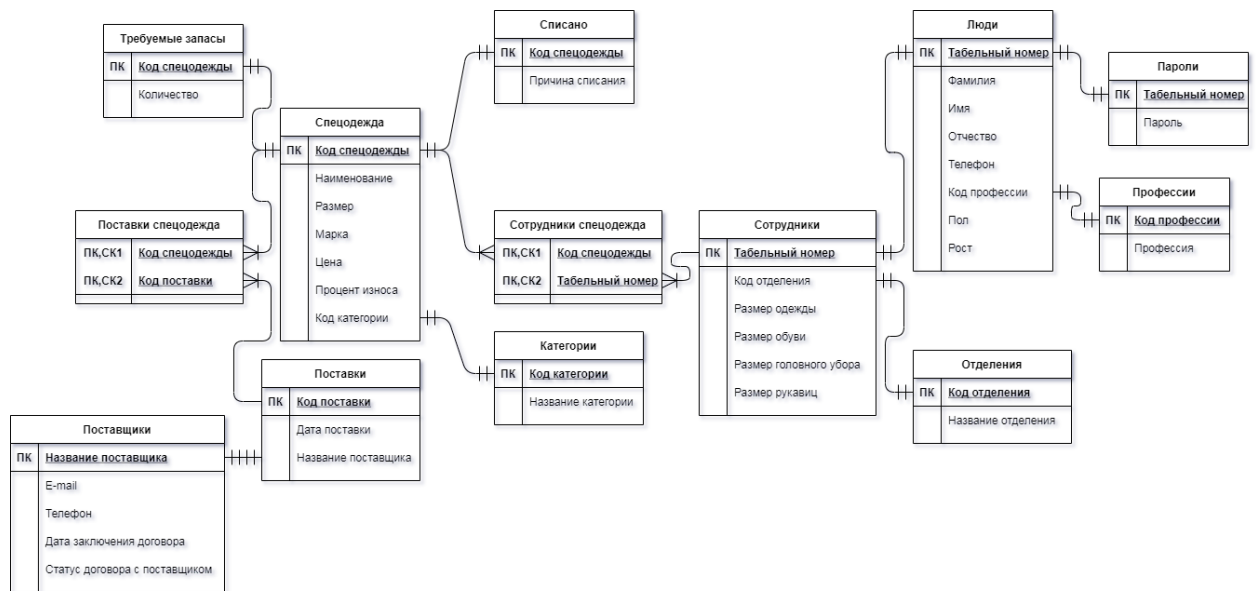 Требуемые запасы
ПК Код спецодежды
Количество
Списано
ПК Код спецодежды
Причина списания
Люди
ПК Табельный номер
Фамилия
Имя
Отчество
Телефон
Код профессии
Пол
Рост
Пароли
ПК Табельный номер
Пароль
Спецодежда
ПК Код спецодежды
Наименование
Размер
Марка
Цена
Процент износа
Код категории
Профессии
ПК Код профессии
Профессия
Поставки спецодежда
ПК,СК1 Код спецодежды
ПК,СК2 Код поставки
Сотрудники спецодежда
ПК,СК1 Код спецодежды
ПК,СК2 Табельный номер
Сотрудники
ПК Табельный номер
Код отделения
Размер одежды
Размер обуви
Размер головного убора
Размер рукавиц
Категории
ПК Код категории
Название категории
Отделения
ПК Код отделения
Название отделения
Поставки
ПК Код поставки
Дата поставки
Название поставщика
Поставщики
ПК Название поставщика
E-mail
Телефон
Дата заключения договора
Статус договора с поставщиком